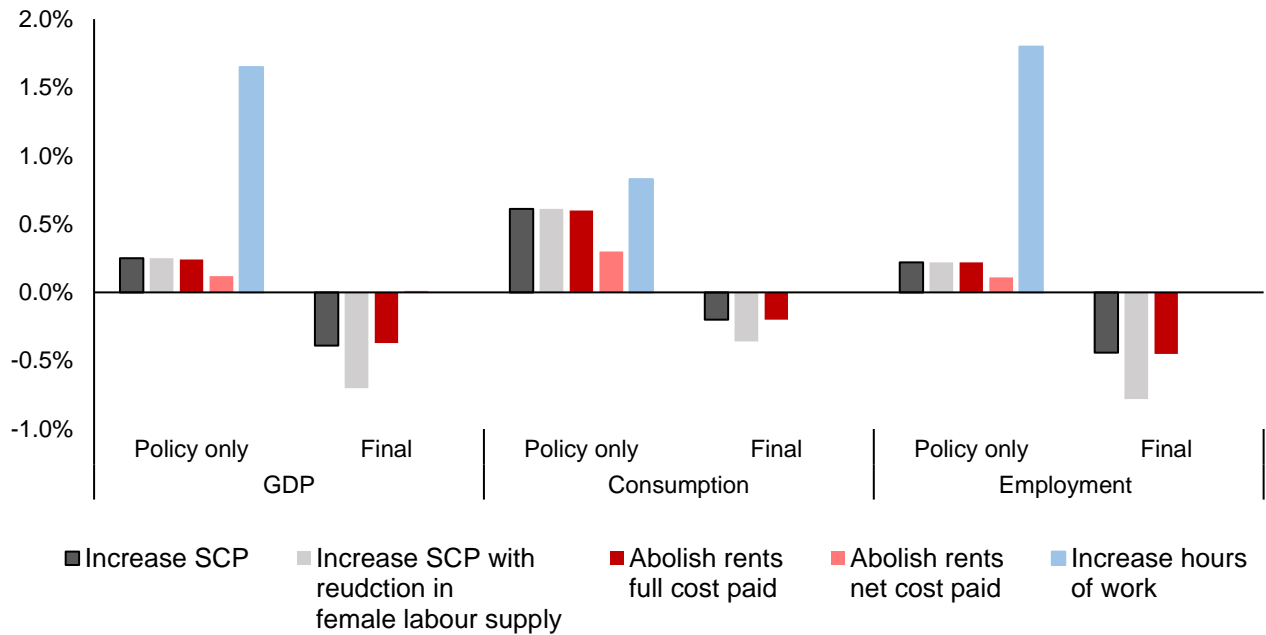 2.0%
1.5%
1.0%
0.5%
0.0%
-0.5%
-1.0%
Policy only
Final
Policy only
Final
Policy only
Final
GDP
Consumption
Employment
Increase SCP
Increase SCP with
reudction in
female labour supply
Abolish rents
full cost paid
Abolish rents
net cost paid
Increase hours
of work